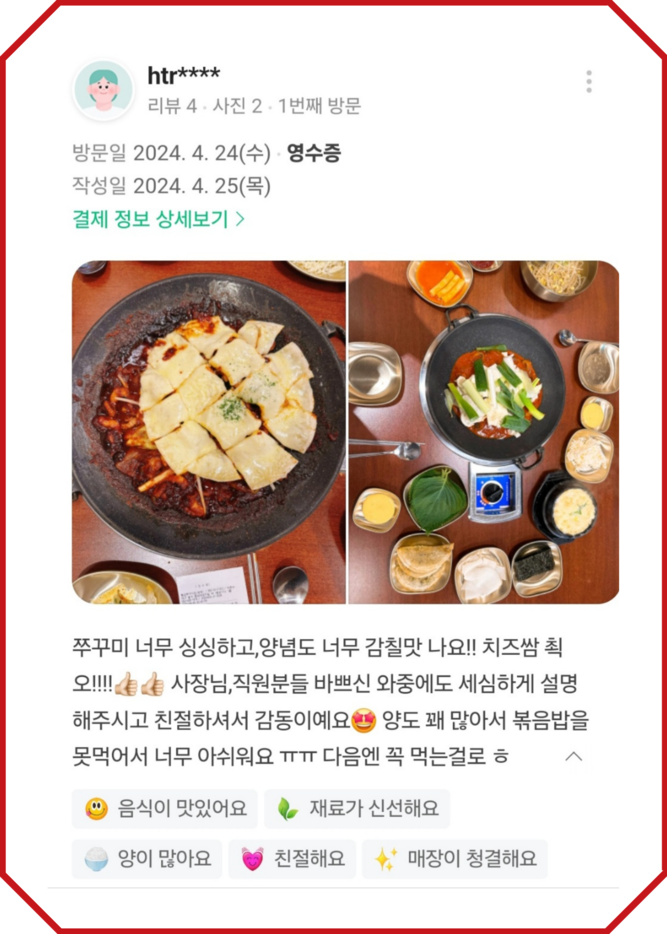 htr****
리뷰 4 · 사진 2 · 1번째 방문
방문일 2024. 4. 24(수) · 영수증
작성일 2024. 4. 25(목)
결제 정보 상세보기 >
쭈꾸미 너무 싱싱하고,양념도 너무 감칠맛 나요!! 치즈쌈 쵝
오!!!!👍🏻👍🏻 사장님,직원분들 바쁘신 와중에도 세심하게 설명
해주시고 친절하셔서 감동이예요🤩 양도 꽤 많아서 볶음밥을
못먹어서 너무 아쉬워요 ㅠㅠ 다음엔 꼭 먹는걸로 ㅎ
음식이 맛있어요
재료가 신선해요
양이 많아요
친절해요
매장이 청결해요